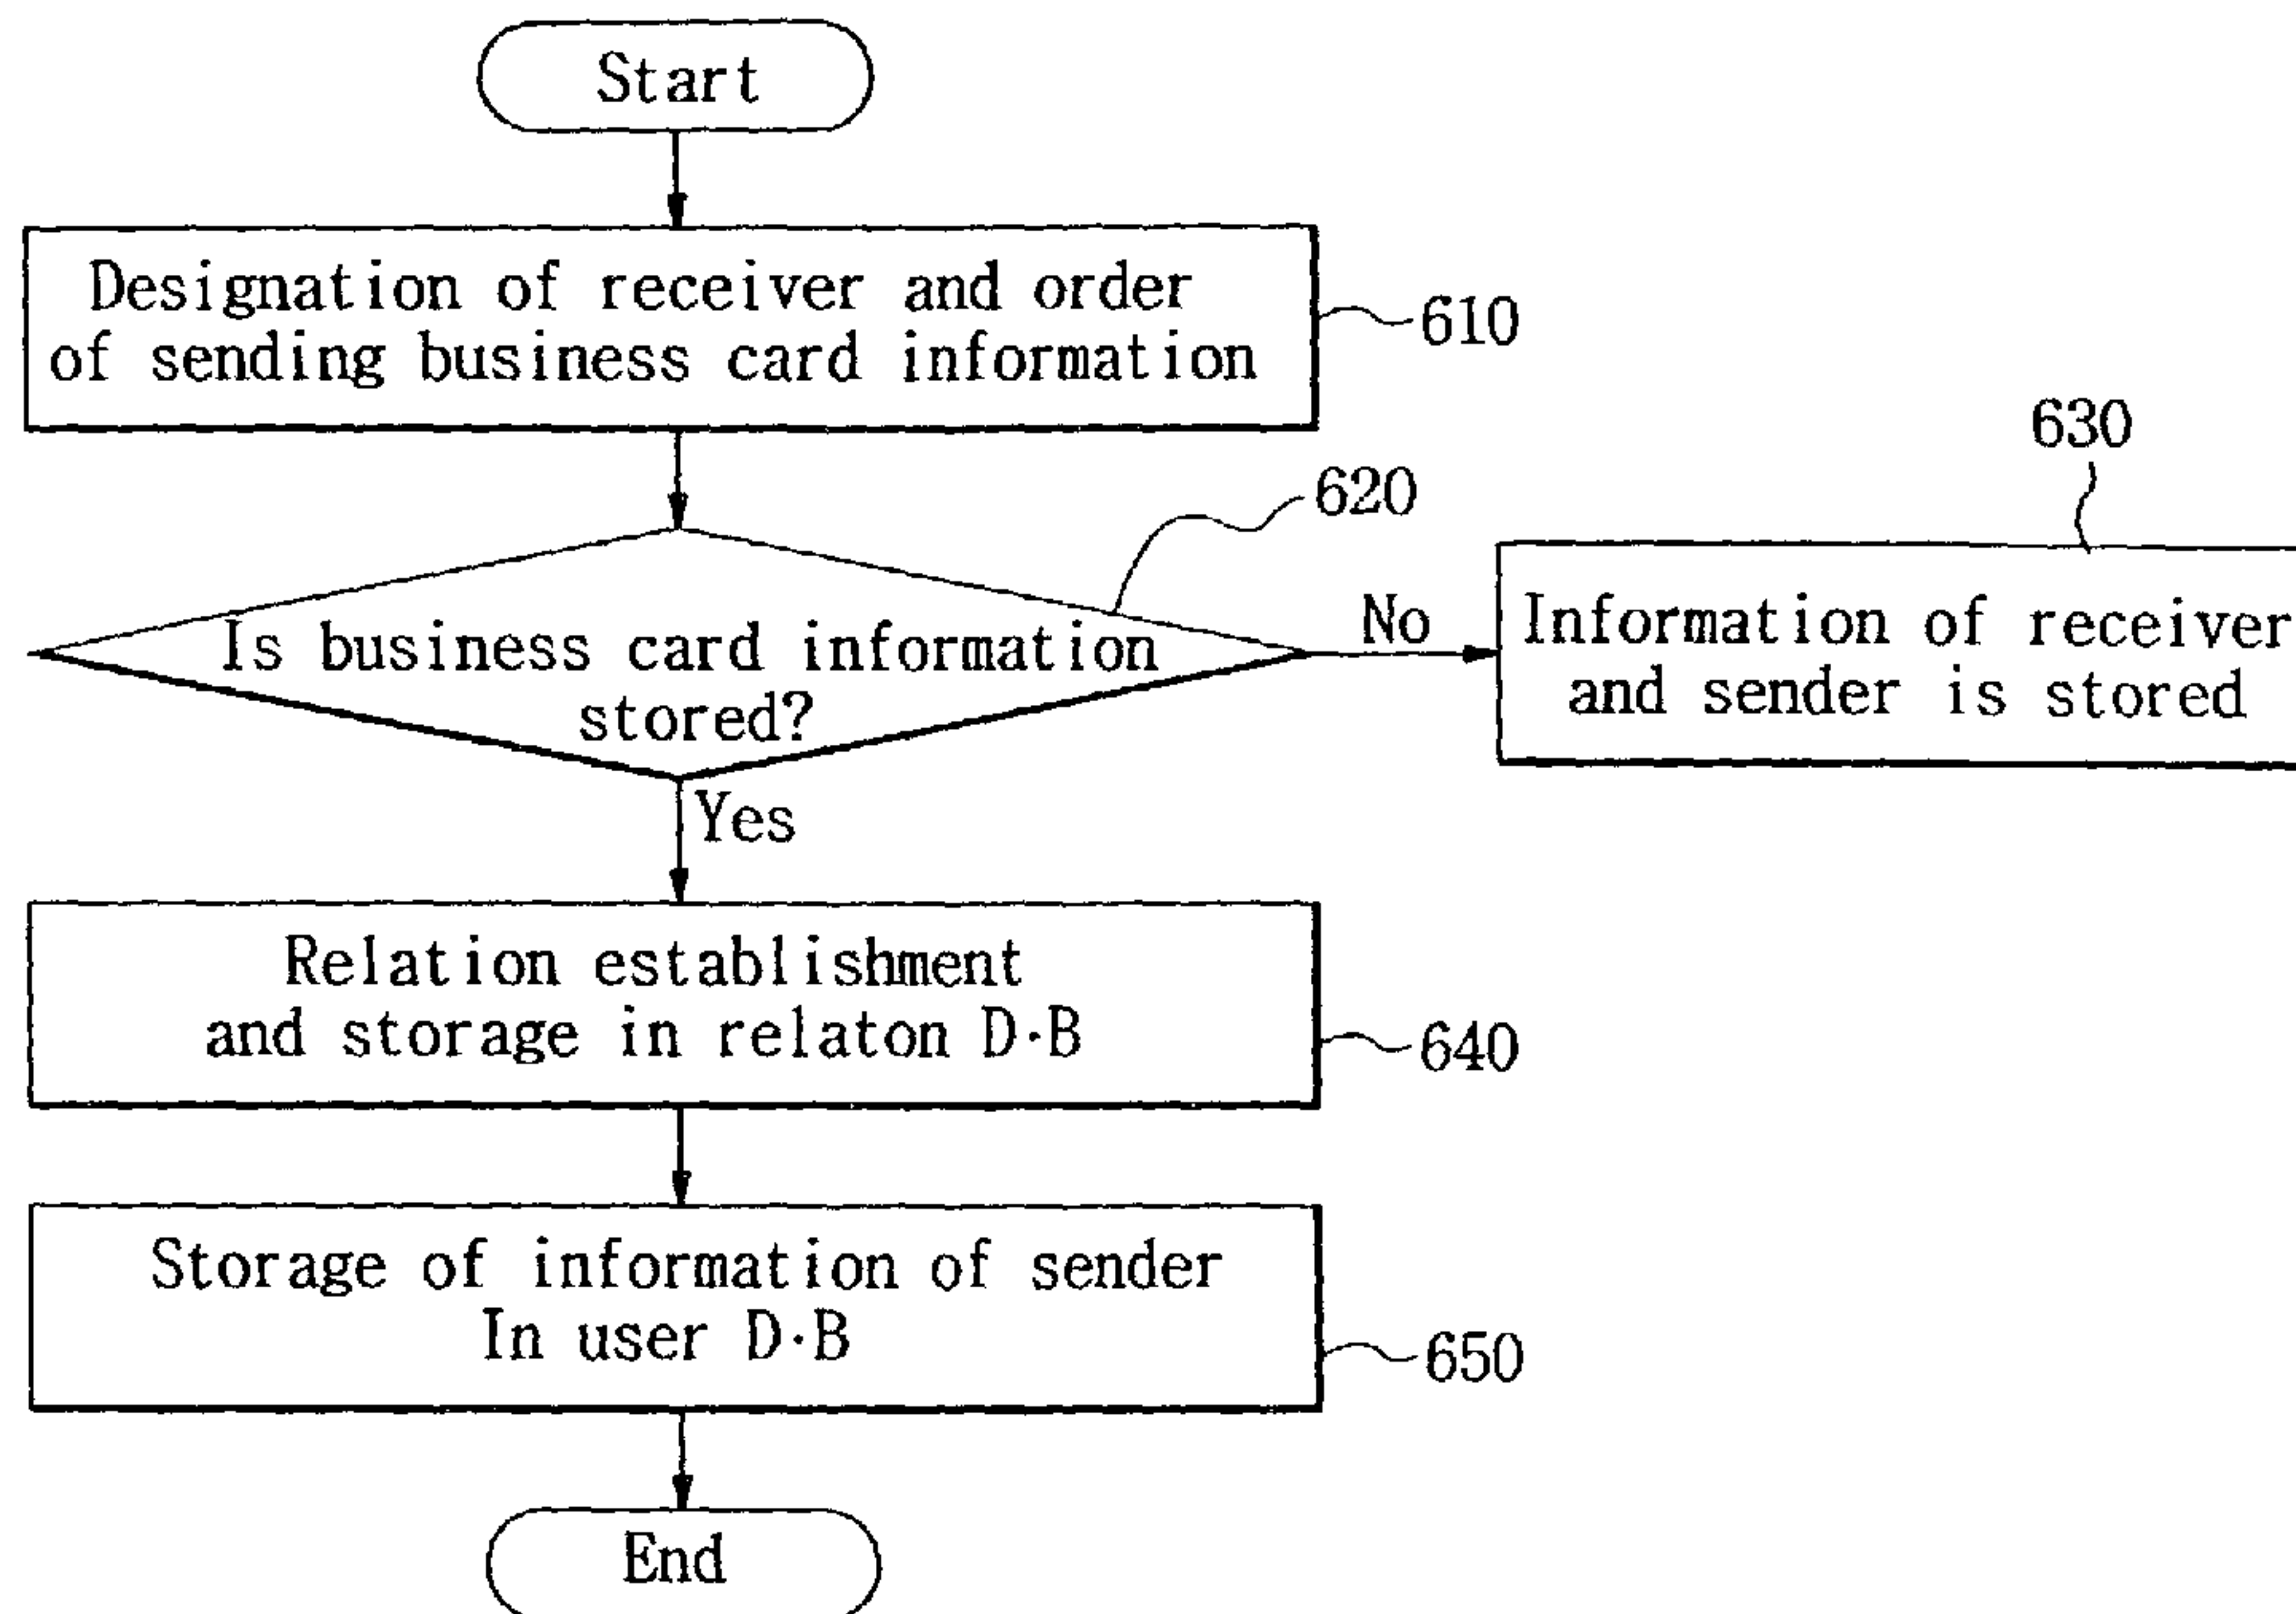 Start
Designation of receiver and order
of sending business card information
610
620
630
Is business card information
stored?
No
Information of receiver
and sender is stored
Yes
Relation establishment
and storage in relaton D·B
640
Storage of information of sender
In user D·B
650
End